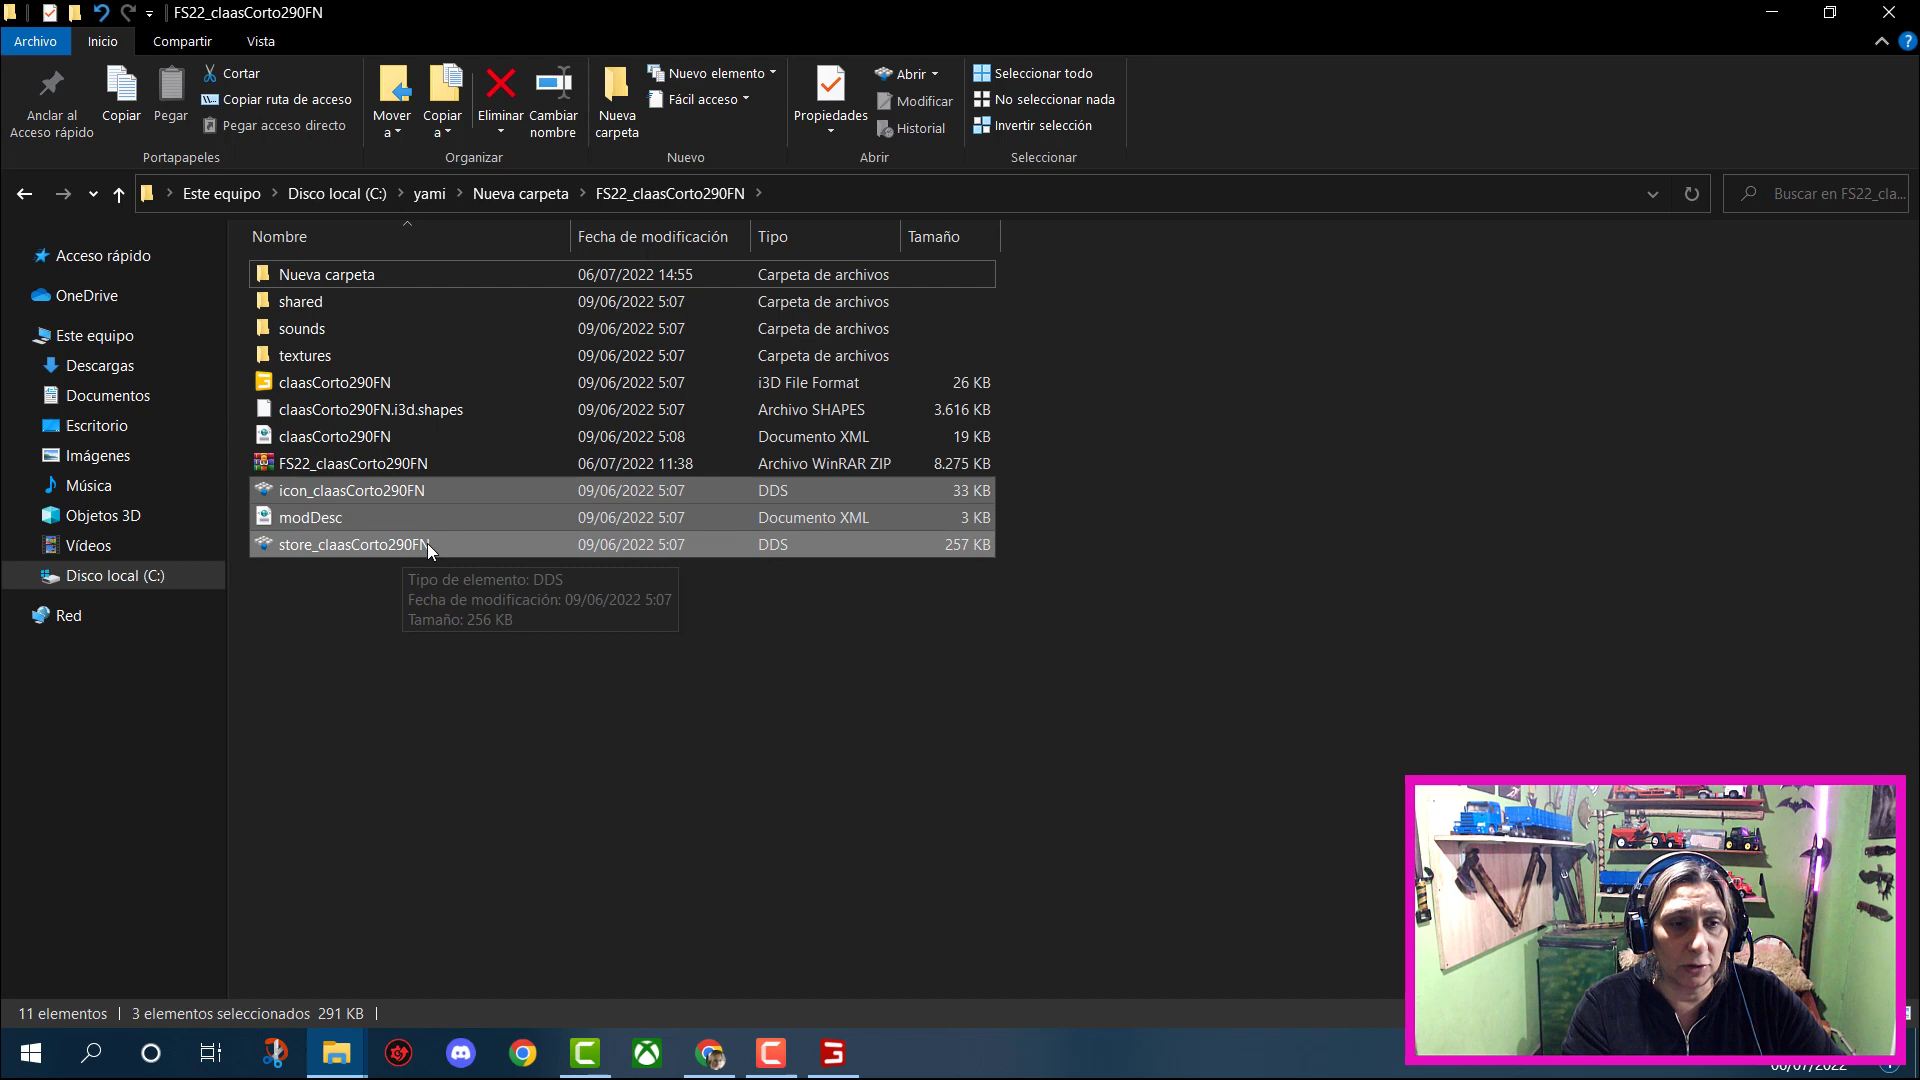 FS22_claasCorto290FN
Archivo
Inicio
Compartir
Vista
Anclar al
Acceso rápido
Copiar
Pegar
Cortar
Copiar ruta de acceso
Pegar acceso directo
Portapapeles
Mover
a
Copiar
a
Eliminar
Cambiar
nombre
Organizar
Nueva
carpeta
Nuevo elemento
Fácil acceso
Nuevo
Propiedades
Abrir
Modificar
Historial
Abrir
Seleccionar todo
No seleccionar nada
Invertir selección
Seleccionar
Este equipo > Disco local (C:) > yami > Nueva carpeta > FS22_claasCorto290FN >
Buscar en FS22_cla...
Acceso rápido
OneDrive
Este equipo
Descargas
Documentos
Escritorio
Imágenes
Música
Objetos 3D
Vídeos
Disco local (C:)
Red
Nombre Fecha de modificación Tipo Tamaño
Nueva carpeta 06/07/2022 14:55 Carpeta de archivos
shared 09/06/2022 5:07 Carpeta de archivos
sounds 09/06/2022 5:07 Carpeta de archivos
textures 09/06/2022 5:07 Carpeta de archivos
claasCorto290FN 09/06/2022 5:07 i3D File Format 26 KB
claasCorto290FN.i3d.shapes 09/06/2022 5:07 Archivo SHAPES 3.616 KB
claasCorto290FN 09/06/2022 5:08 Documento XML 19 KB
FS22_claasCorto290FN 06/07/2022 11:38 Archivo WinRAR ZIP 8.275 KB
icon_claasCorto290FN 09/06/2022 5:07 DDS 33 KB
modDesc 09/06/2022 5:07 Documento XML 3 KB
store_claasCorto290FN 09/06/2022 5:07 DDS 257 KB
Tipo de elemento: DDS
Fecha de modificación: 09/06/2022 5:07
Tamaño: 256 KB
11 elementos
3 elementos seleccionados 291 KB
06/07/2022